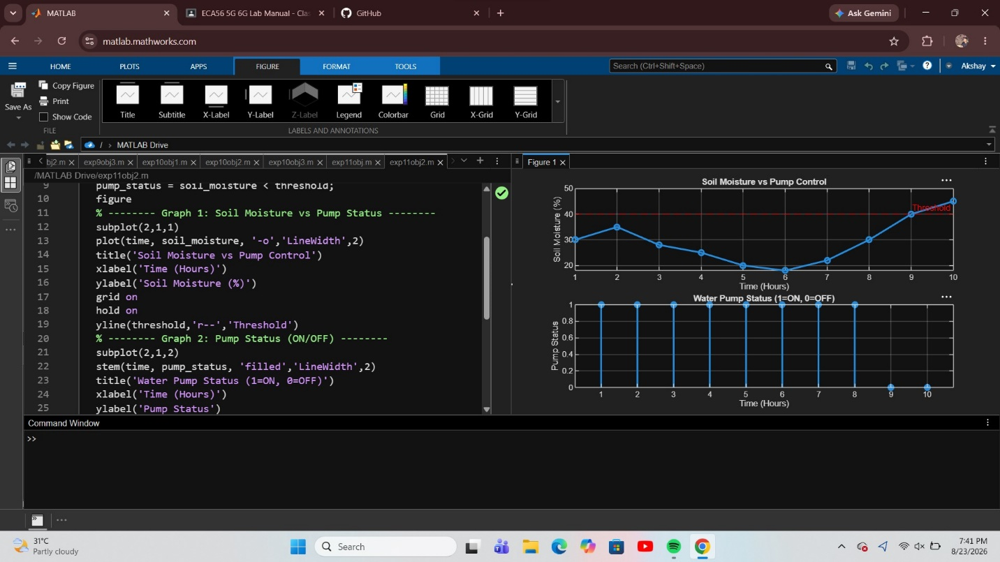 MATLAB
ECA56 5G 6G Lab Manual - Clas
GitHub
Ask Gemini
matlab.mathworks.com
HOME
PLOTS
APPS
FIGURE
FORMAT
TOOLS
Search (Ctrl+Shift+Space)
Akshay
Save As
Copy Figure
Print
Show Code
FILE
Title
Subtitle
X-Label
Y-Label
Z-Label
Legend
Colorbar
Grid
X-Grid
Y-Grid
LABELS AND ANNOTATIONS
/ › MATLAB Drive
bj2.m
exp9obj3.m
exp10obj1.m
exp10obj2.m
exp10obj3.m
exp11obj.m
exp11obj2.m
/MATLAB Drive/exp11obj2.m
9 pump_status = soil_moisture < threshold;
10 figure
11 % -------- Graph 1: Soil Moisture vs Pump Status --------
12 subplot(2,1,1)
13 plot(time, soil_moisture, '-o','LineWidth',2)
14 title('Soil Moisture vs Pump Control')
15 xlabel('Time (Hours)')
16 ylabel('Soil Moisture (%)')
17 grid on
18 hold on
19 yline(threshold,'r--','Threshold')
20 % -------- Graph 2: Pump Status (ON/OFF) --------
21 subplot(2,1,2)
22 stem(time, pump_status, 'filled','LineWidth',2)
23 title('Water Pump Status (1=ON, 0=OFF)')
24 xlabel('Time (Hours)')
25 ylabel('Pump Status')
Figure 1
Soil Moisture vs Pump Control
Soil Moisture (%)
50
40
30
20
Threshold
1 2 3 4 5 6 7 8 9 10
Time (Hours)
Water Pump Status (1=ON, 0=OFF)
Pump Status
1
0.8
0.6
0.4
0.2
0
1 2 3 4 5 6 7 8 9 10
Time (Hours)
Command Window
>>
31°C
Partly cloudy
Search
7:41 PM
8/23/2026